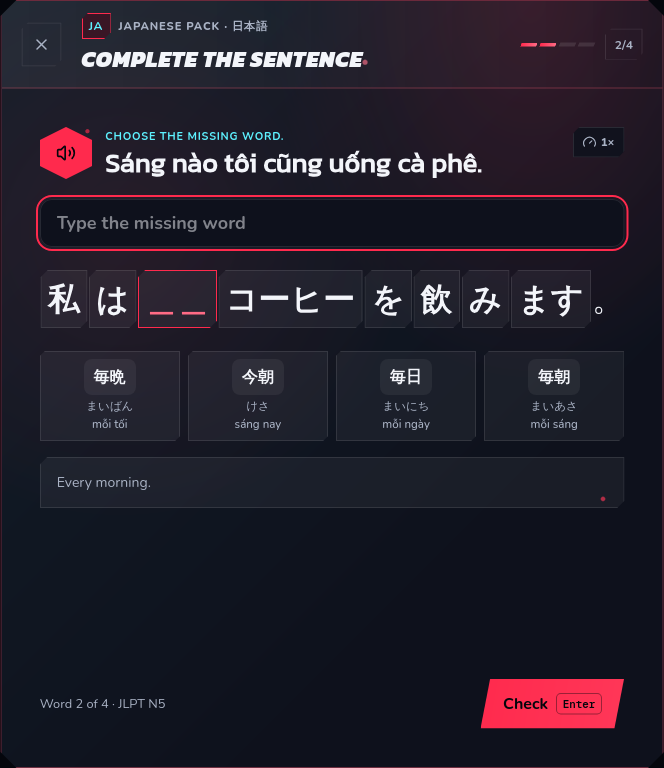 JA JAPANESE PACK · 日本語
COMPLETE THE SENTENCE
2/4
CHOOSE THE MISSING WORD.
Sáng nào tôi cũng uống cà phê.
1×
Type the missing word
私 は _ _ コーヒー を 飲 み ます 。
毎晩 今朝 毎日 毎朝
まいばん けさ まいにち まいあさ
mỗi tối sáng nay mỗi ngày mỗi sáng
Every morning.
Word 2 of 4 · JLPT N5
Check Enter